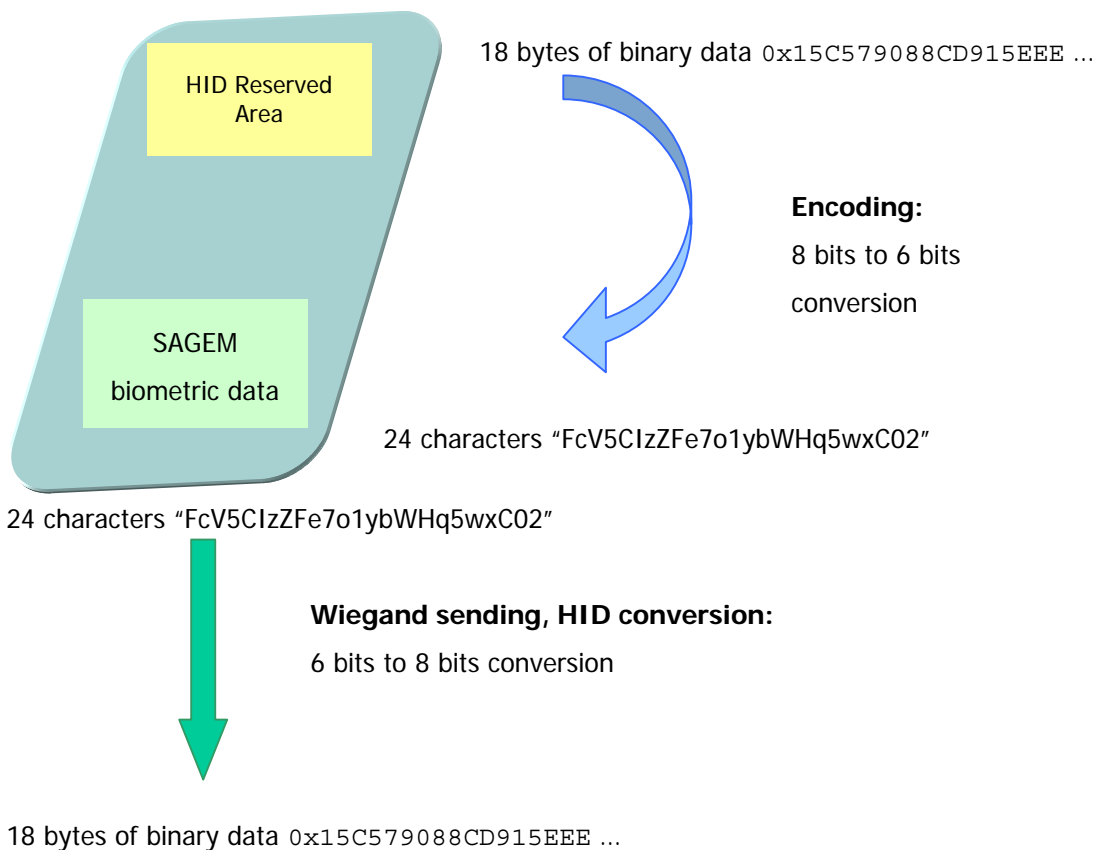 18 bytes of binary data 0x15C579088CD915EEE ...
HID Reserved
Area
Encoding:
8 bits to 6 bits
conversion
SAGEM
biometric data
24 characters “FcV5CIzZFe7o1ybWHq5wxC02”
24 characters “FcV5CIzZFe7o1ybWHq5wxC02”
Wiegand sending, HID conversion:
6 bits to 8 bits conversion
18 bytes of binary data 0x15C579088CD915EEE ...